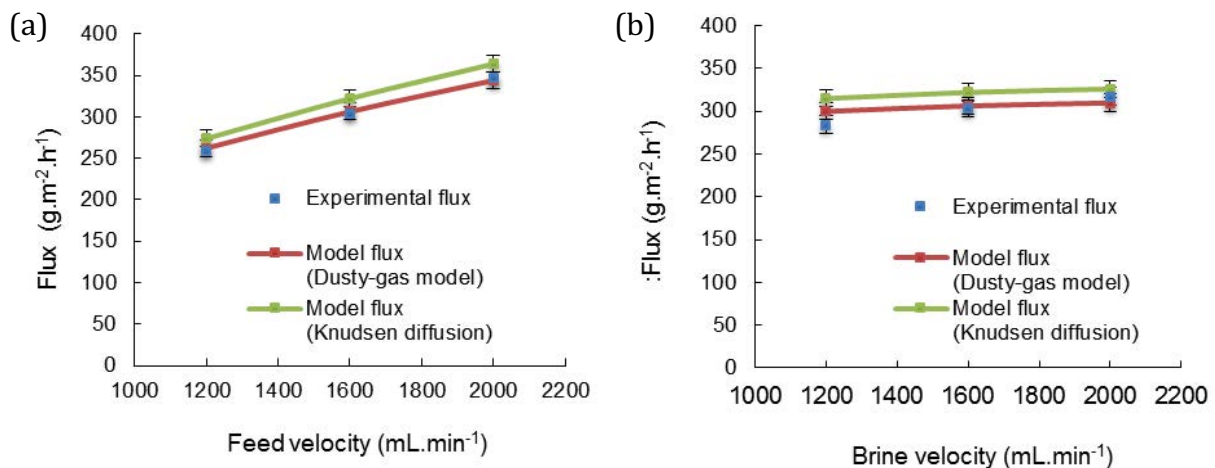 (a)
400
350
300
250
200
150
100
50
0
Flux (g.m⁻².h⁻¹)
Experimental flux
Model flux
(Dusty-gas model)
Model flux
(Knudsen diffusion)
1000 1200 1400 1600 1800 2000 2200
Feed velocity (mL.min⁻¹)
(b)
400
350
300
250
200
150
100
50
0
:Flux (g.m⁻².h⁻¹)
Experimental flux
Model flux
(Dusty-gas model)
Model flux
(Knudsen diffusion)
1000 1200 1400 1600 1800 2000 2200
Brine velocity (mL.min⁻¹)